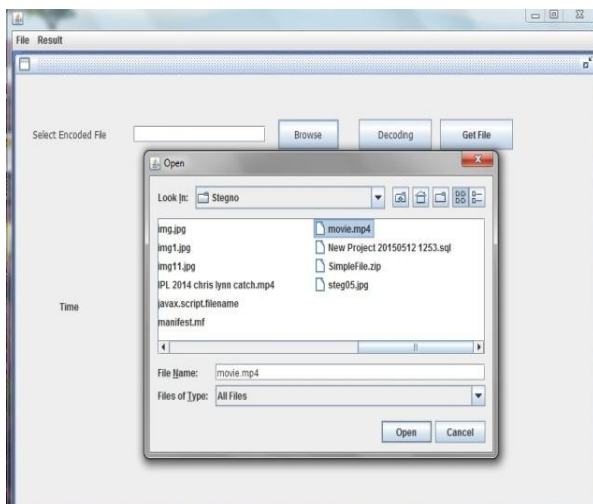 File Result
Select Encoded File Browse Decoding Get File
Open
Look In: Stegno
img.jpg movie.mp4
img1.jpg New Project 20150512 1253.sql
img11.jpg SimpleFile.zip
IPL 2014 chris lynn catch.mp4 steg05.jpg
javax.script.filename
manifest.mf
Time
File Name: movie.mp4
Files of Type: All Files
Open Cancel